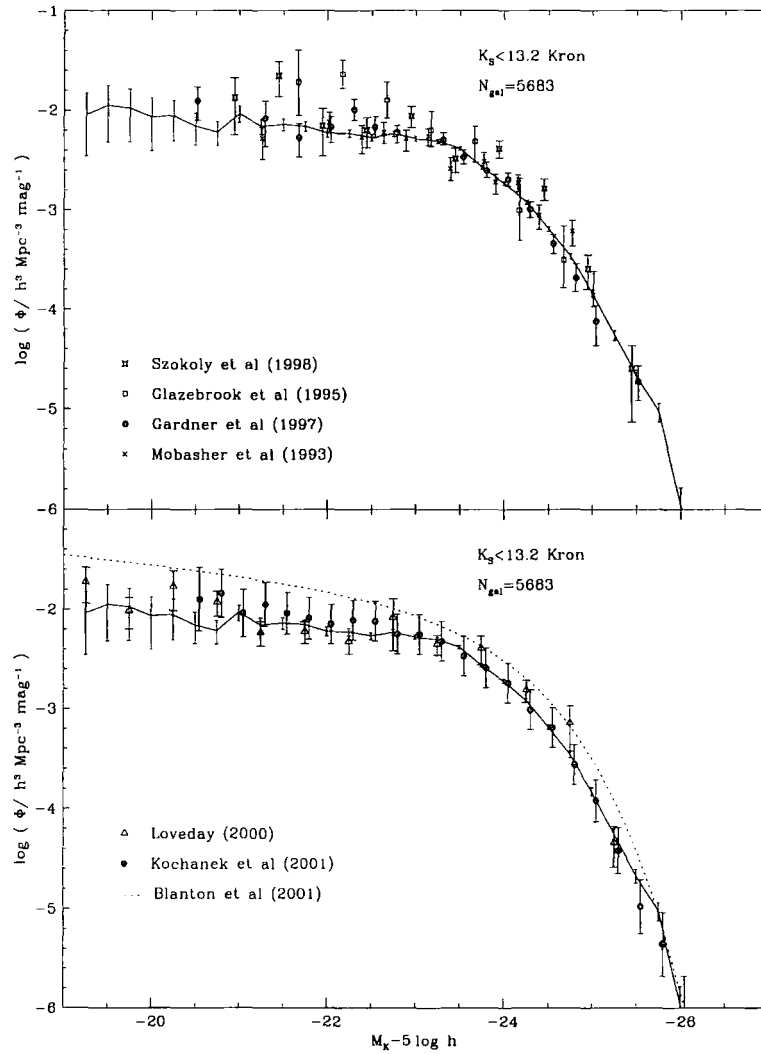 -1
-2
-3
-4
-5
-6
log ( Φ/ h³ Mpc⁻³ mag⁻¹ )
K_S<13.2 Kron
N_gal=5683
Szokoly et al (1998)
Glazebrook et al (1995)
Gardner et al (1997)
Mobasher et al (1993)
-2
-3
-4
-5
-6
log ( Φ/ h³ Mpc⁻³ mag⁻¹ )
K_S<13.2 Kron
N_gal=5683
Loveday (2000)
Kochanek et al (2001)
Blanton et al (2001)
-20
-22
-24
-26
M_K-5 log h